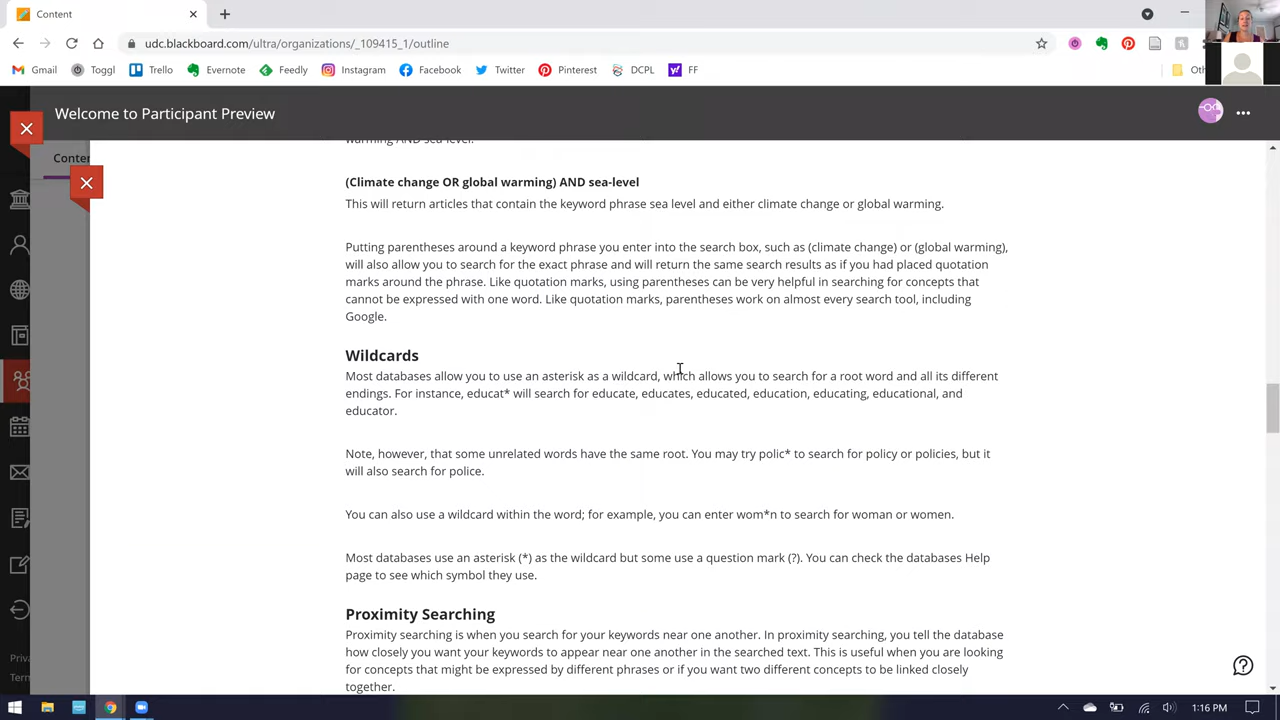 Content
udc.blackboard.com/ultra/organizations/_109415_1/outline
Gmail Toggl Trello Evernote Feedly Instagram Facebook Twitter Pinterest DCPL FF Ot
Welcome to Participant Preview
Conter
warming AND sea-level.
(Climate change OR global warming) AND sea-level
This will return articles that contain the keyword phrase sea level and either climate change or global warming.
Putting parentheses around a keyword phrase you enter into the search box, such as (climate change) or (global warming),
will also allow you to search for the exact phrase and will return the same search results as if you had placed quotation
marks around the phrase. Like quotation marks, using parentheses can be very helpful in searching for concepts that
cannot be expressed with one word. Like quotation marks, parentheses work on almost every search tool, including
Google.
Wildcards
Most databases allow you to use an asterisk as a wildcard, which allows you to search for a root word and all its different
endings. For instance, educat* will search for educate, educates, educated, education, educating, educational, and
educator.
Note, however, that some unrelated words have the same root. You may try polic* to search for policy or policies, but it
will also search for police.
You can also use a wildcard within the word; for example, you can enter wom*n to search for woman or women.
Most databases use an asterisk (*) as the wildcard but some use a question mark (?). You can check the databases Help
page to see which symbol they use.
Proximity Searching
Proximity searching is when you search for your keywords near one another. In proximity searching, you tell the database
how closely you want your keywords to appear near one another in the searched text. This is useful when you are looking
for concepts that might be expressed by different phrases or if you want two different concepts to be linked closely
together.
Priva
Term
1:16 PM